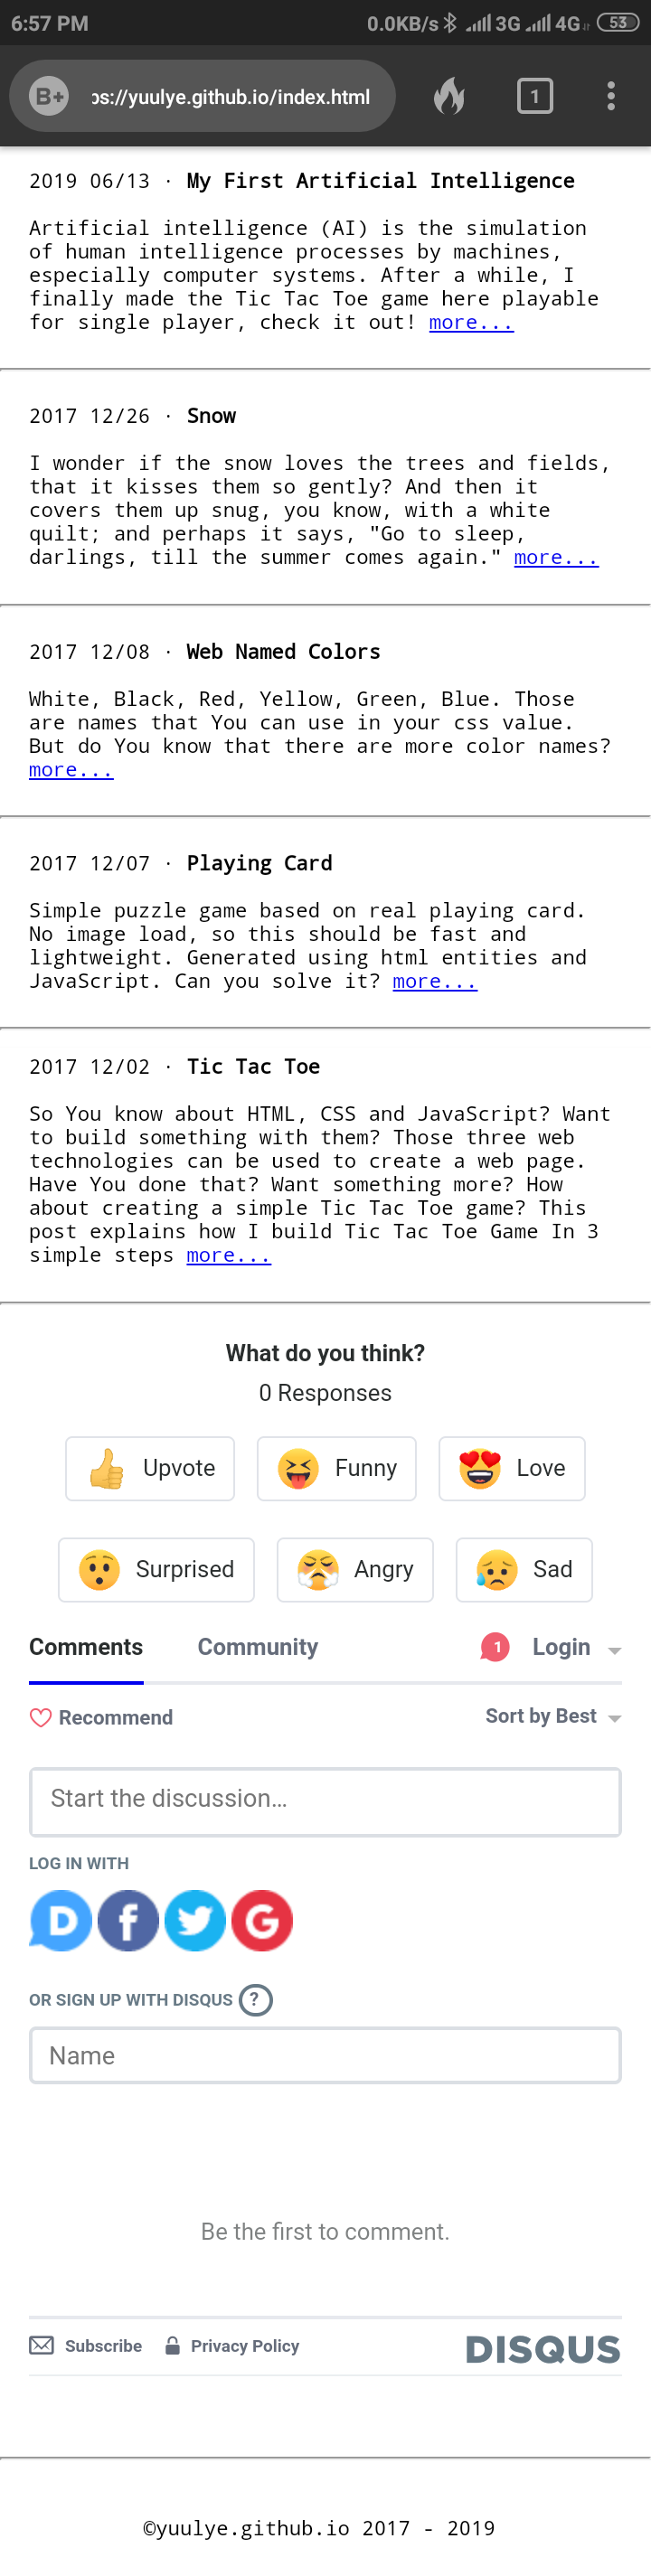 6:57 PM 0.0KB/s 3G 4G 53
B+ ps://yuulye.github.io/index.html 1
2019 06/13 · My First Artificial Intelligence
Artificial intelligence (AI) is the simulation
of human intelligence processes by machines,
especially computer systems. After a while, I
finally made the Tic Tac Toe game here playable
for single player, check it out! more...
2017 12/26 · Snow
I wonder if the snow loves the trees and fields,
that it kisses them so gently? And then it
covers them up snug, you know, with a white
quilt; and perhaps it says, "Go to sleep,
darlings, till the summer comes again." more...
2017 12/08 · Web Named Colors
White, Black, Red, Yellow, Green, Blue. Those
are names that You can use in your css value.
But do You know that there are more color names?
more...
2017 12/07 · Playing Card
Simple puzzle game based on real playing card.
No image load, so this should be fast and
lightweight. Generated using html entities and
JavaScript. Can you solve it? more...
2017 12/02 · Tic Tac Toe
So You know about HTML, CSS and JavaScript? Want
to build something with them? Those three web
technologies can be used to create a web page.
Have You done that? Want something more? How
about creating a simple Tic Tac Toe game? This
post explains how I build Tic Tac Toe Game In 3
simple steps more...
What do you think?
0 Responses
Upvote Funny Love
Surprised Angry Sad
Comments Community 1 Login
Recommend Sort by Best
Start the discussion…
LOG IN WITH
D f G
OR SIGN UP WITH DISQUS ?
Name
Be the first to comment.
Subscribe Privacy Policy DISQUS
©yuulye.github.io 2017 - 2019